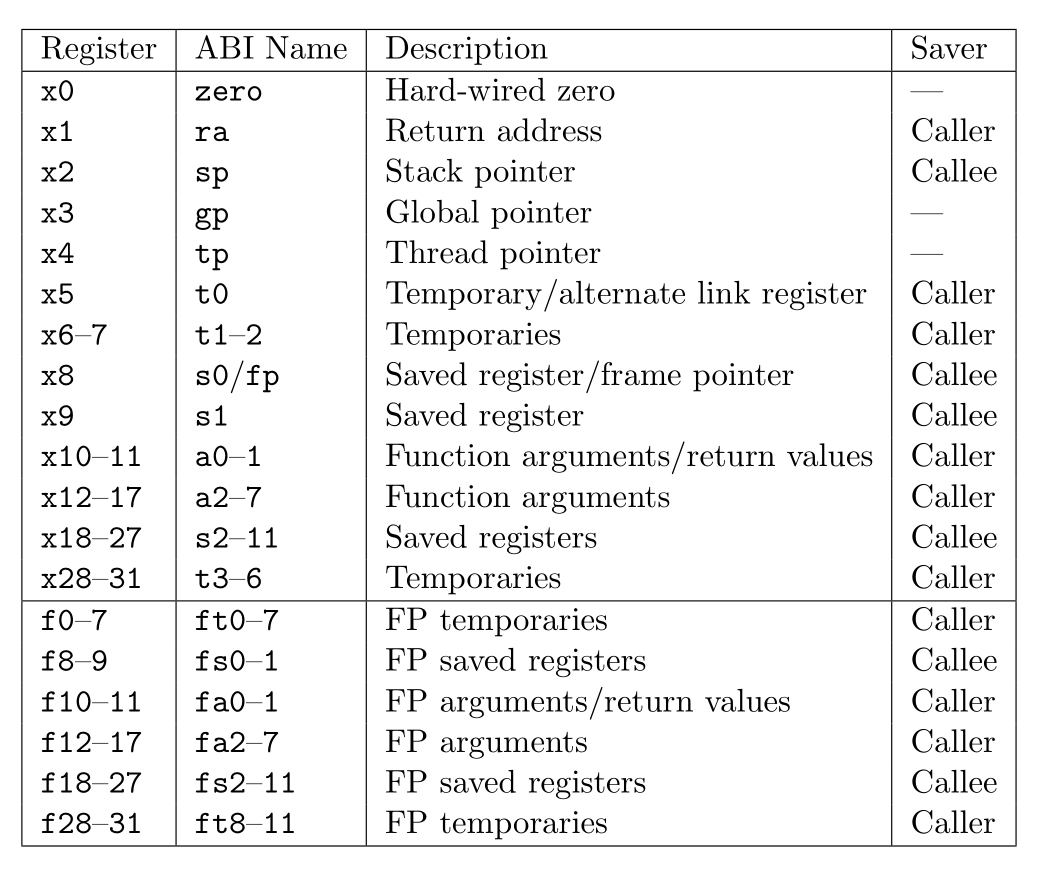 Register ABI Name Description Saver
x0 zero Hard-wired zero —
x1 ra Return address Caller
x2 sp Stack pointer Callee
x3 gp Global pointer —
x4 tp Thread pointer —
x5 t0 Temporary/alternate link register Caller
x6–7 t1–2 Temporaries Caller
x8 s0/fp Saved register/frame pointer Callee
x9 s1 Saved register Callee
x10–11 a0–1 Function arguments/return values Caller
x12–17 a2–7 Function arguments Caller
x18–27 s2–11 Saved registers Callee
x28–31 t3–6 Temporaries Caller
f0–7 ft0–7 FP temporaries Caller
f8–9 fs0–1 FP saved registers Callee
f10–11 fa0–1 FP arguments/return values Caller
f12–17 fa2–7 FP arguments Caller
f18–27 fs2–11 FP saved registers Callee
f28–31 ft8–11 FP temporaries Caller